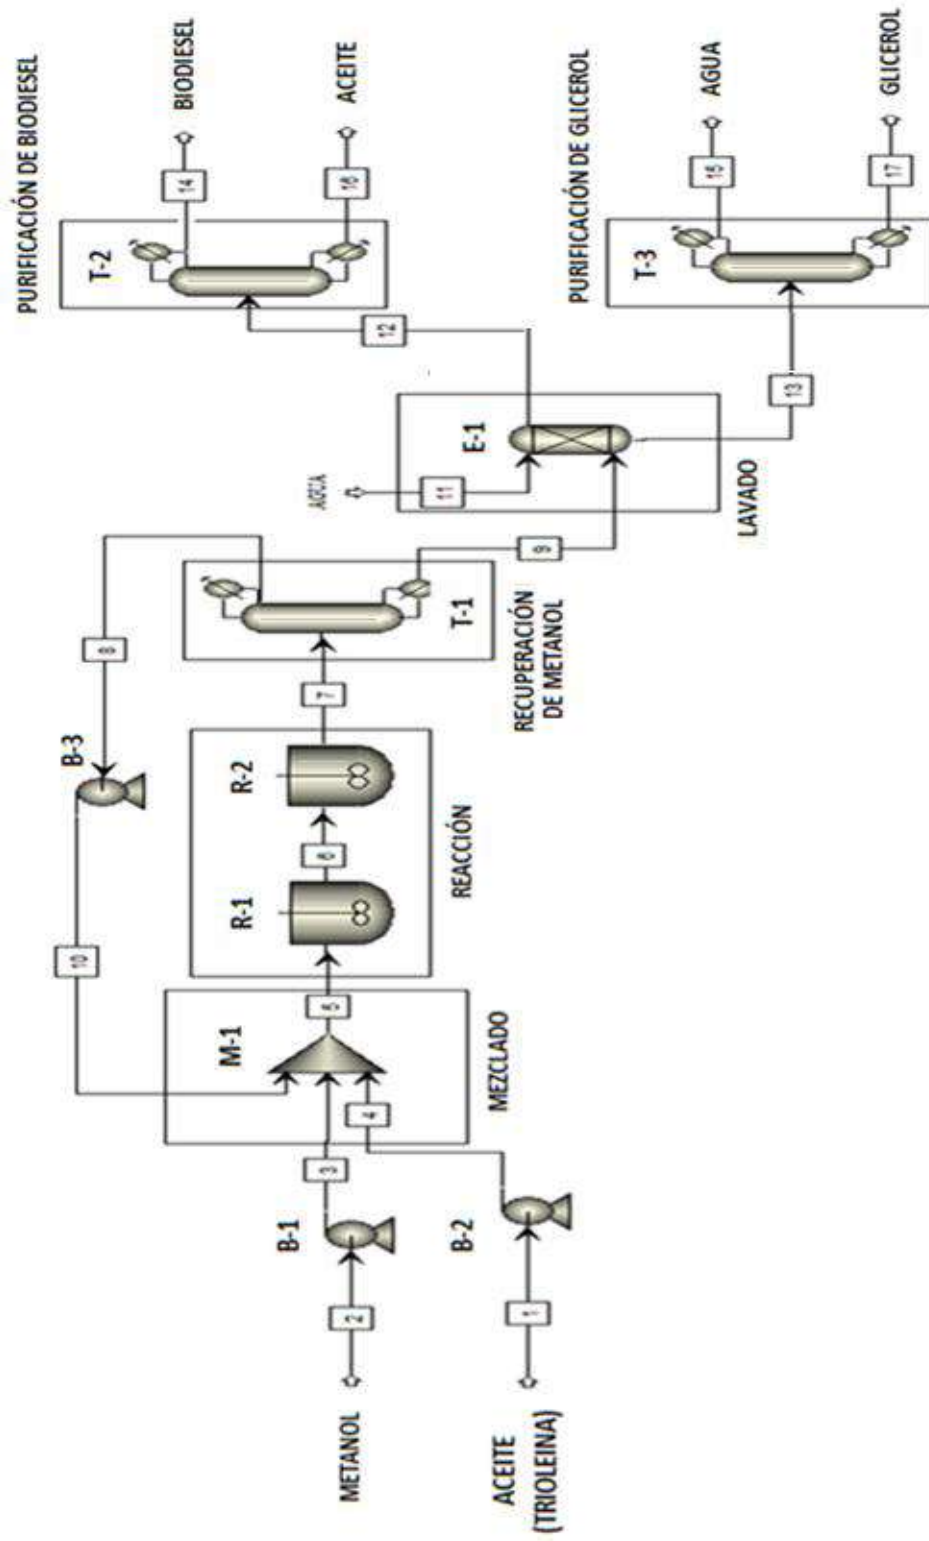 PURIFICACIÓN DE BIODIESEL
T-2
14
BIODIESEL
16
ACEITE
12
PURIFICACIÓN DE GLICEROL
T-3
15
AGUA
17
GLICEROL
13
AGUA
11
E-1
LAVADO
9
8
B-3
10
T-1
RECUPERACIÓN
DE METANOL
7
R-1
6
R-2
REACCIÓN
M-1
5
MEZCLADO
3
4
B-1
2
METANOL
B-2
1
ACEITE
(TRIOLEINA)